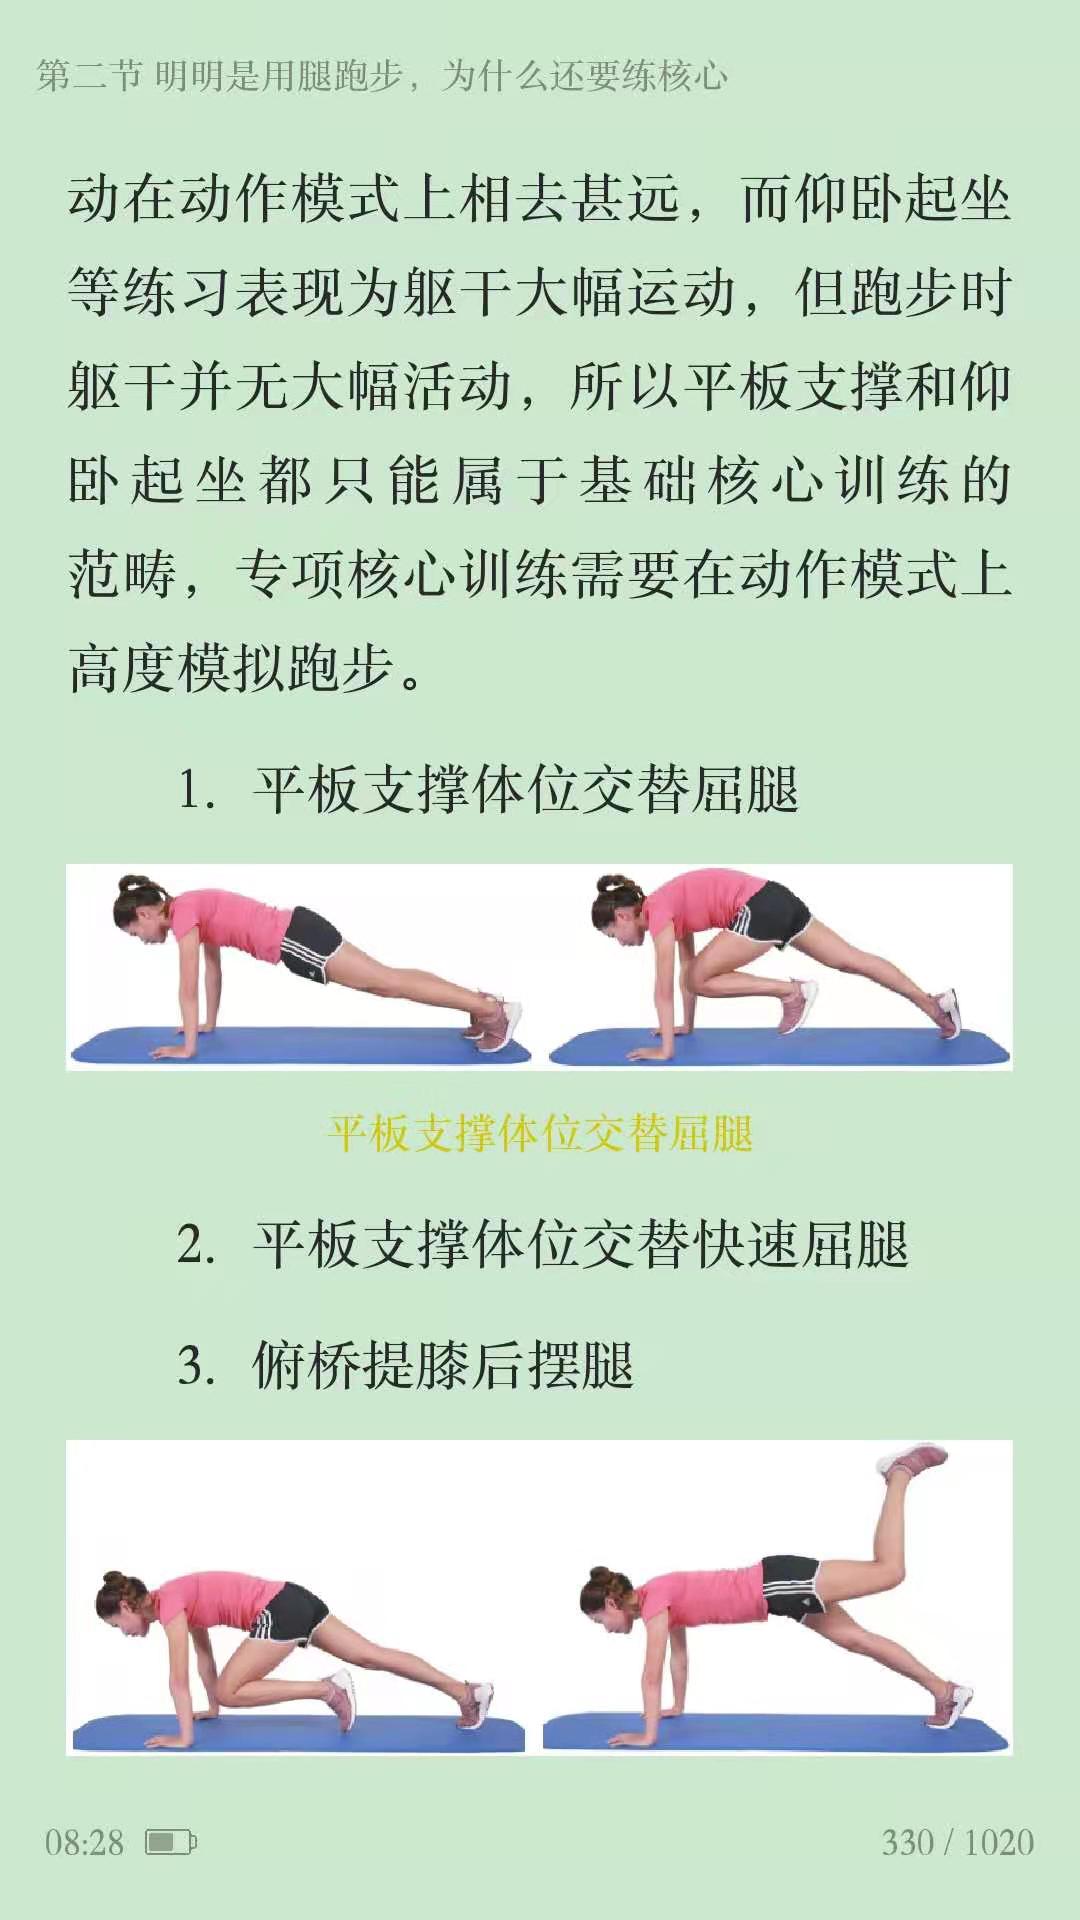 第二节 明明是用腿跑步，为什么还要练核心
动在动作模式上相去甚远，而仰卧起坐
等练习表现为躯干大幅运动，但跑步时
躯干并无大幅活动，所以平板支撑和仰
卧起坐都只能属于基础核心训练的
范畴，专项核心训练需要在动作模式上
高度模拟跑步。
1. 平板支撑体位交替屈腿
平板支撑体位交替屈腿
2. 平板支撑体位交替快速屈腿
3. 俯桥提膝后摆腿
08:28
330 / 1020